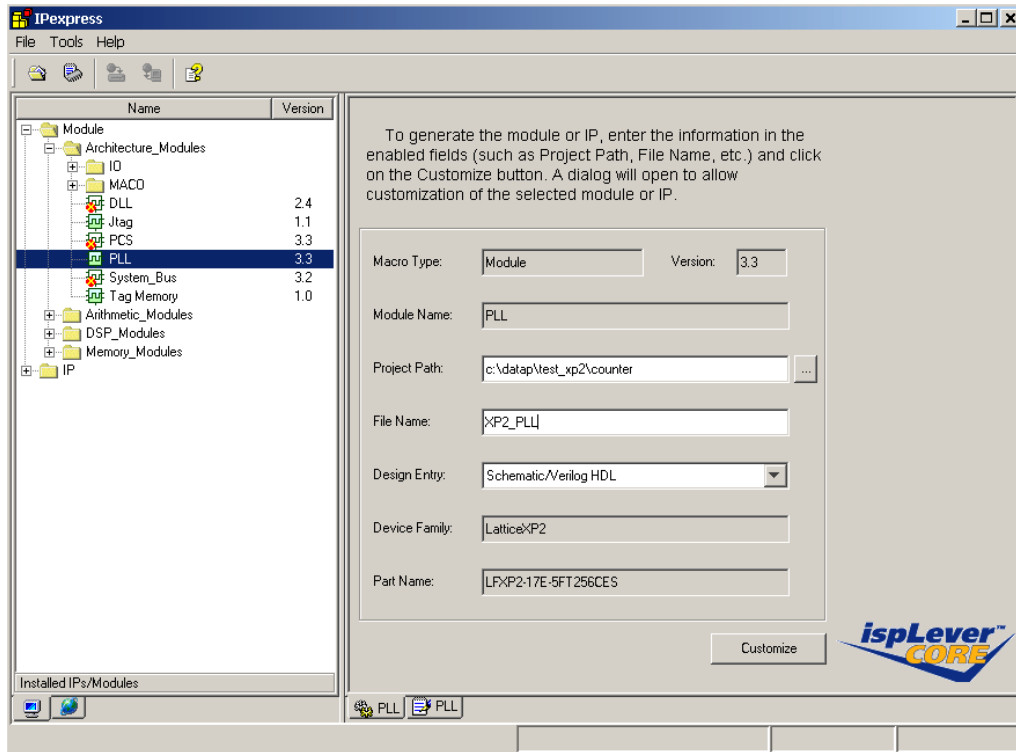 IPexpress
File Tools Help
Name Version
Module
Architecture_Modules
IO
MACO
DLL 2.4
Jtag 1.1
PCS 3.3
PLL 3.3
System_Bus 3.2
Tag Memory 1.0
Arithmetic_Modules
DSP_Modules
Memory_Modules
IP
Installed IPs/Modules
To generate the module or IP, enter the information in the
enabled fields (such as Project Path, File Name, etc.) and click
on the Customize button. A dialog will open to allow
customization of the selected module or IP.
Macro Type: Module Version: 3.3
Module Name: PLL
Project Path: c:\datap\test_xp2\counter ...
File Name: XP2_PLL
Design Entry: Schematic/Verilog HDL
Device Family: LatticeXP2
Part Name: LFXP2-17E-5FT256CES
Customize
ispLever™
CORE
PLL PLL